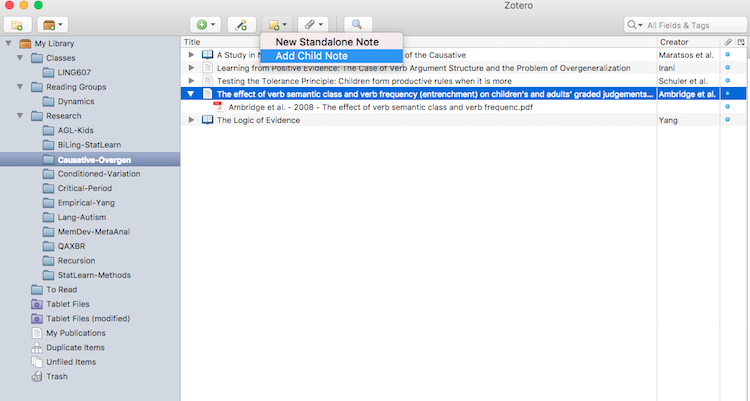 Zotero
All Fields & Tags
My Library
Classes
LING607
Reading Groups
Dynamics
Research
AGL-Kids
BiLing-StatLearn
Causative-Overgen
Conditioned-Variation
Critical-Period
Empirical-Yang
Lang-Autism
MemDev-MetaAnal
QAXBR
Recursion
StatLearn-Methods
To Read
Tablet Files
Tablet Files (modified)
My Publications
Duplicate Items
Unfiled Items
Trash
New Standalone Note
Add Child Note
Title Creator
A Study in N of the Causative Maratsos et al.
Learning from Positive Evidence: The Case of Verb Argument Structure and the Problem of Overgeneralization Irani
Testing the Tolerance Principle: Children form productive rules when it is more Schuler et al.
The effect of verb semantic class and verb frequency (entrenchment) on children's and adults' graded judgements... Ambridge et al.
Ambridge et al. - 2008 - The effect of verb semantic class and verb frequenc.pdf
The Logic of Evidence Yang